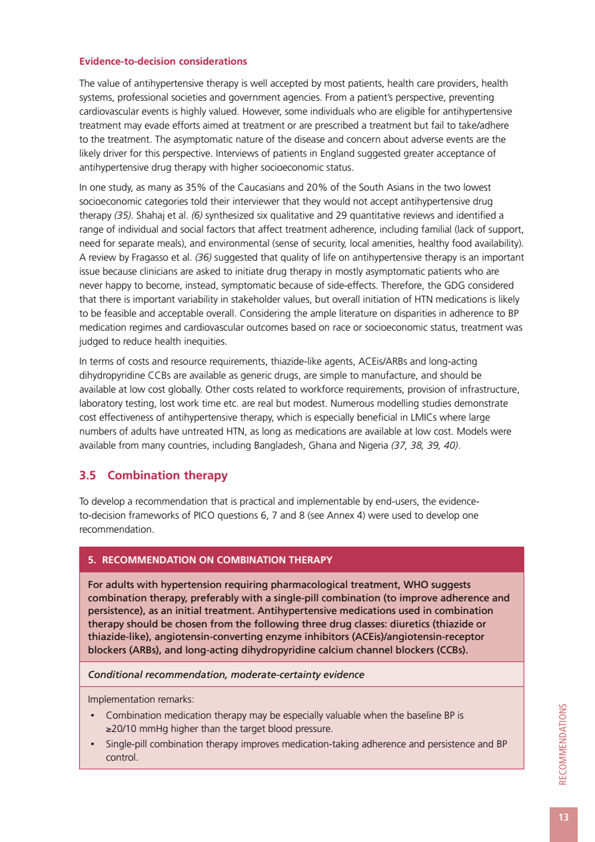 Evidence-to-decision considerations
The value of antihypertensive therapy is well accepted by most patients, health care providers, health
systems, professional societies and government agencies. From a patient's perspective, preventing
cardiovascular events is highly valued. However, some individuals who are eligible for antihypertensive
treatment may evade efforts aimed at treatment or are prescribed a treatment but fail to take/adhere
to the treatment. The asymptomatic nature of the disease and concern about adverse events are the
likely driver for this perspective. Interviews of patients in England suggested greater acceptance of
antihypertensive drug therapy with higher socioeconomic status.
In one study, as many as 35% of the Caucasians and 20% of the South Asians in the two lowest
socioeconomic categories told their interviewer that they would not accept antihypertensive drug
therapy (35). Shahaj et al. (6) synthesized six qualitative and 29 quantitative reviews and identified a
range of individual and social factors that affect treatment adherence, including familial (lack of support,
need for separate meals), and environmental (sense of security, local amenities, healthy food availability).
A review by Fragasso et al. (36) suggested that quality of life on antihypertensive therapy is an important
issue because clinicians are asked to initiate drug therapy in mostly asymptomatic patients who are
never happy to become, instead, symptomatic because of side-effects. Therefore, the GDG considered
that there is important variability in stakeholder values, but overall initiation of HTN medications is likely
to be feasible and acceptable overall. Considering the ample literature on disparities in adherence to BP
medication regimes and cardiovascular outcomes based on race or socioeconomic status, treatment was
judged to reduce health inequities.
In terms of costs and resource requirements, thiazide-like agents, ACEis/ARBs and long-acting
dihydropyridine CCBs are available as generic drugs, are simple to manufacture, and should be
available at low cost globally. Other costs related to workforce requirements, provision of infrastructure,
laboratory testing, lost work time etc. are real but modest. Numerous modelling studies demonstrate
cost effectiveness of antihypertensive therapy, which is especially beneficial in LMICs where large
numbers of adults have untreated HTN, as long as medications are available at low cost. Models were
available from many countries, including Bangladesh, Ghana and Nigeria (37, 38, 39, 40).
3.5 Combination therapy
To develop a recommendation that is practical and implementable by end-users, the evidence-
to-decision frameworks of PICO questions 6, 7 and 8 (see Annex 4) were used to develop one
recommendation.
5. RECOMMENDATION ON COMBINATION THERAPY
For adults with hypertension requiring pharmacological treatment, WHO suggests
combination therapy, preferably with a single-pill combination (to improve adherence and
persistence), as an initial treatment. Antihypertensive medications used in combination
therapy should be chosen from the following three drug classes: diuretics (thiazide or
thiazide-like), angiotensin-converting enzyme inhibitors (ACEis)/angiotensin-receptor
blockers (ARBs), and long-acting dihydropyridine calcium channel blockers (CCBs).
Conditional recommendation, moderate-certainty evidence
Implementation remarks:
• Combination medication therapy may be especially valuable when the baseline BP is
≥20/10 mmHg higher than the target blood pressure.
• Single-pill combination therapy improves medication-taking adherence and persistence and BP
control.
RECOMMENDATIONS
13